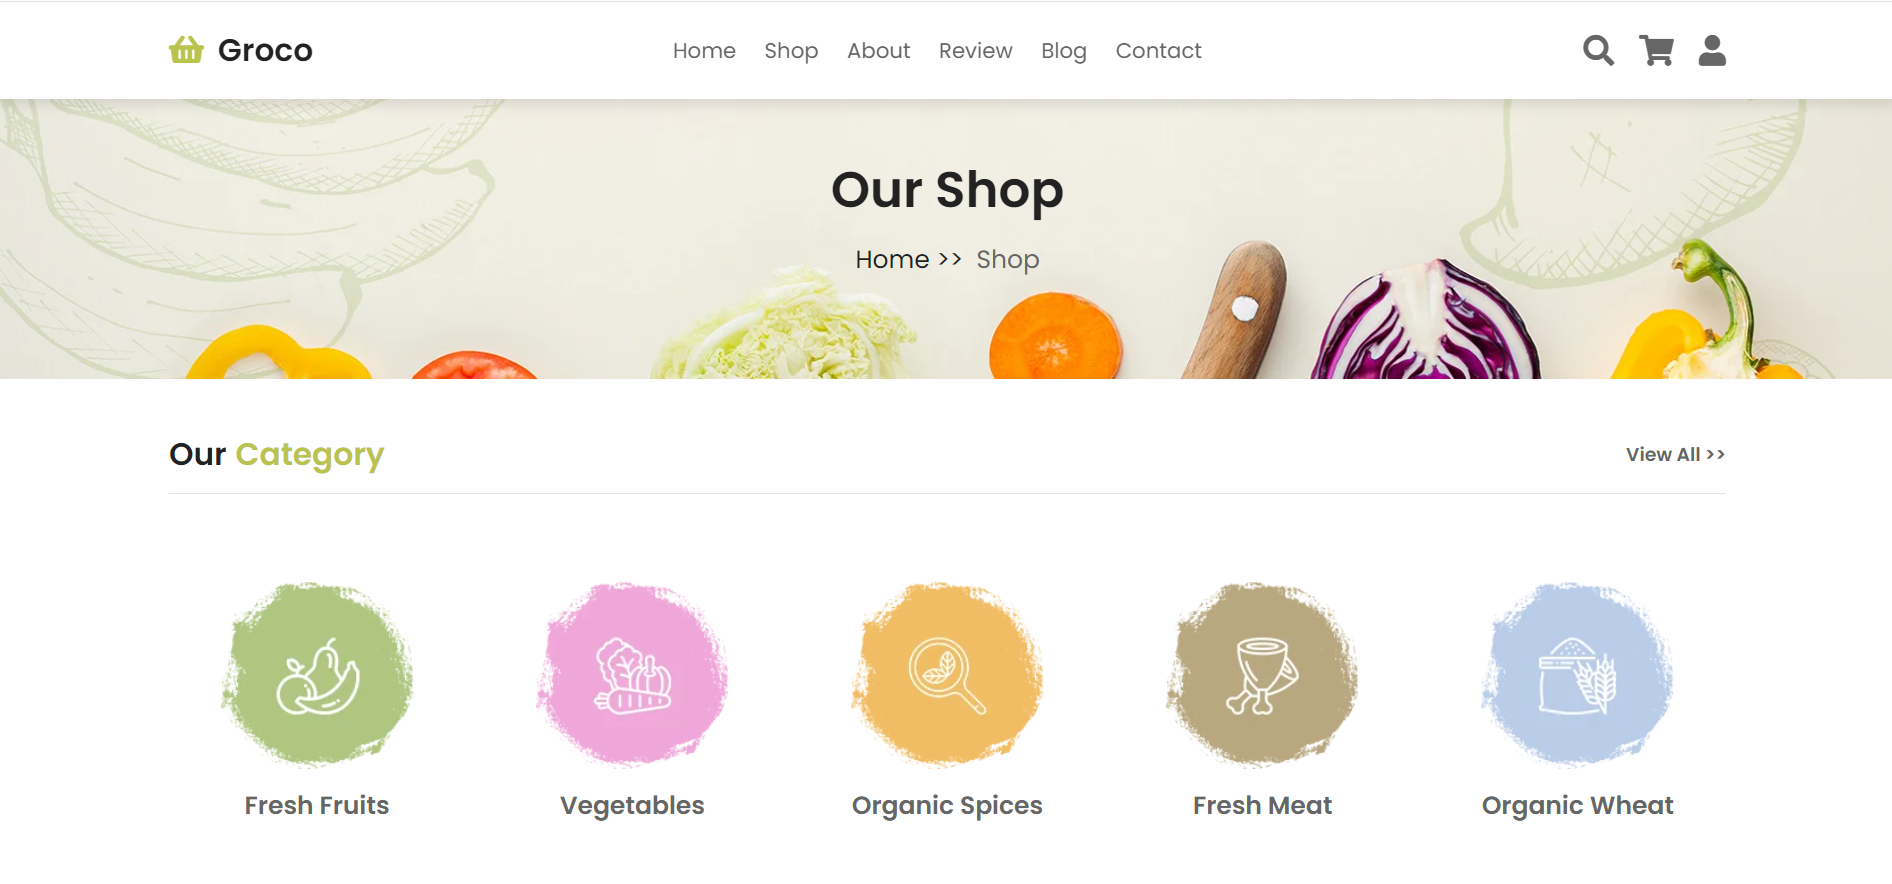 Groco
Home Shop About Review Blog Contact
Our Shop
Home >> Shop
Our Category
View All >>
Fresh Fruits
Vegetables
Organic Spices
Fresh Meat
Organic Wheat